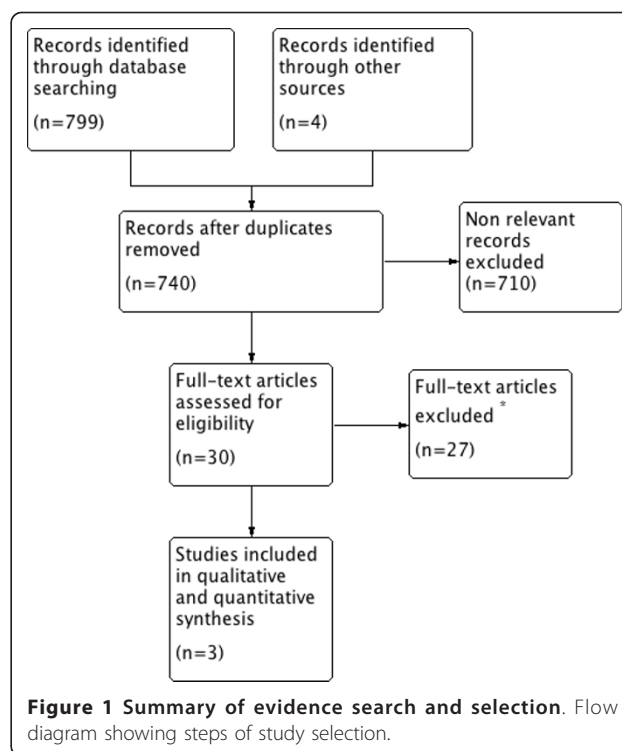 Records identified
through database
searching
(n=799)
Records identified
through other
sources
(n=4)
Records after duplicates
removed
(n=740)
Non relevant
records
excluded
(n=710)
Full-text articles
assessed for
eligibility
(n=30)
Full-text articles
excluded *
(n=27)
Studies included
in qualitative
and quantitative
synthesis
(n=3)
Figure 1 Summary of evidence search and selection. Flow
diagram showing steps of study selection.